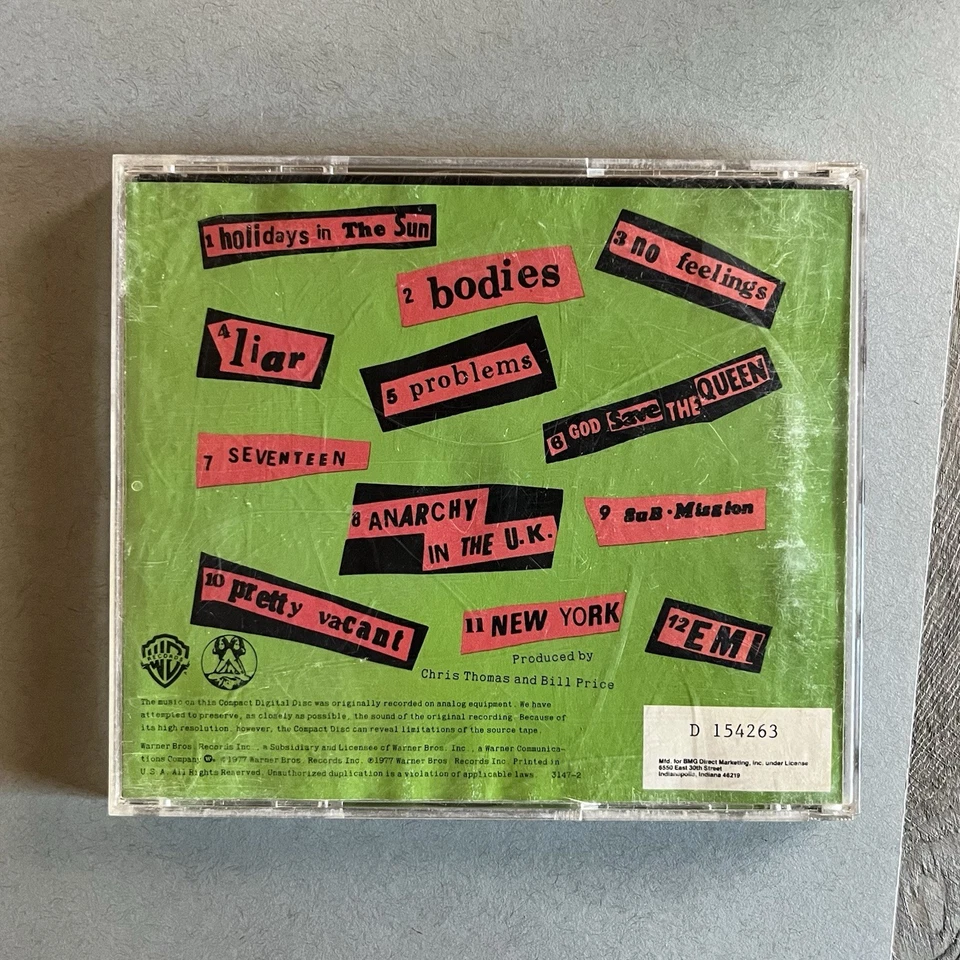 1 holidays in The Sun
2 bodies
3 no feelings
4 liar
5 problems
6 GOD Save THE QUEEN
7 SEVENTEEN
8 ANARCHY
IN THE U.K.
9 SuB·Mission
10 pretty vacant
11 NEW YORK
12 EMI
Produced by
Chris Thomas and Bill Price
WB
RECORDS
The music on this Compact Digital Disc was originally recorded on analog equipment. We have
attempted to preserve, as closely as possible, the sound of the original recording. Because of
its high resolution, however, the Compact Disc can reveal limitations of the source tape.
Warner Bros. Records Inc., a Subsidiary and Licensee of Warner Bros. Inc., a Warner Communica-
tions Company. ©1977 Warner Bros. Records Inc. ℗1977 Warner Bros. Records Inc. Printed in
U.S.A. All Rights Reserved. Unauthorized duplication is a violation of applicable laws. 3147-2
D 154263
Mfd. for BMG Direct Marketing, Inc. under License
6550 East 30th Street
Indianapolis, Indiana 46219